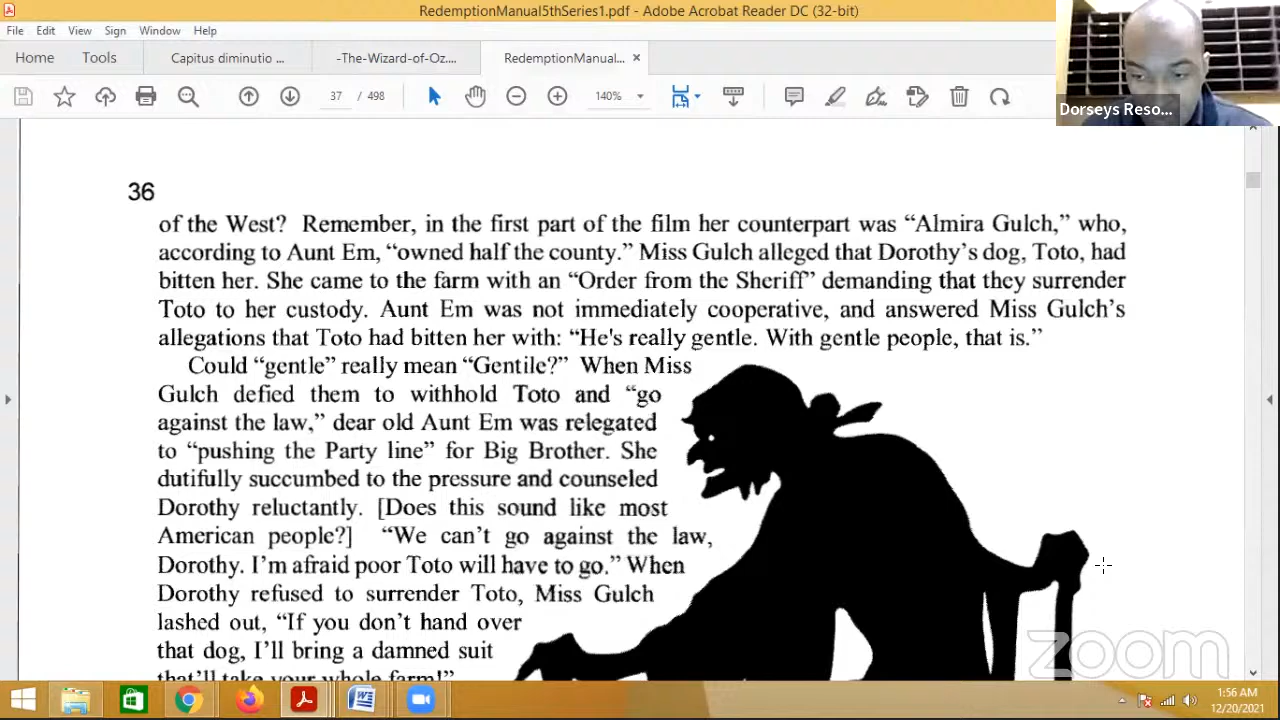 RedemptionManual5thSeries1.pdf - Adobe Acrobat Reader DC (32-bit)
File Edit View Sign Window Help
Home Tools Capitus diminutio ... -The-Wizard-of-Oz.... RedemptionManual... ×
37 / 140%
Dorseys Reso...
36
of the West? Remember, in the first part of the film her counterpart was “Almira Gulch,” who,
according to Aunt Em, “owned half the county.” Miss Gulch alleged that Dorothy’s dog, Toto, had
bitten her. She came to the farm with an “Order from the Sheriff” demanding that they surrender
Toto to her custody. Aunt Em was not immediately cooperative, and answered Miss Gulch’s
allegations that Toto had bitten her with: “He's really gentle. With gentle people, that is.”
Could “gentle” really mean “Gentile?” When Miss
Gulch defied them to withhold Toto and “go
against the law,” dear old Aunt Em was relegated
to “pushing the Party line” for Big Brother. She
dutifully succumbed to the pressure and counseled
Dorothy reluctantly. [Does this sound like most
American people?] “We can’t go against the law,
Dorothy. I’m afraid poor Toto will have to go.” When
Dorothy refused to surrender Toto, Miss Gulch
lashed out, “If you don’t hand over
that dog, I’ll bring a damned suit
that’ll take your whole farm!”
zoom
1:56 AM
12/20/2021